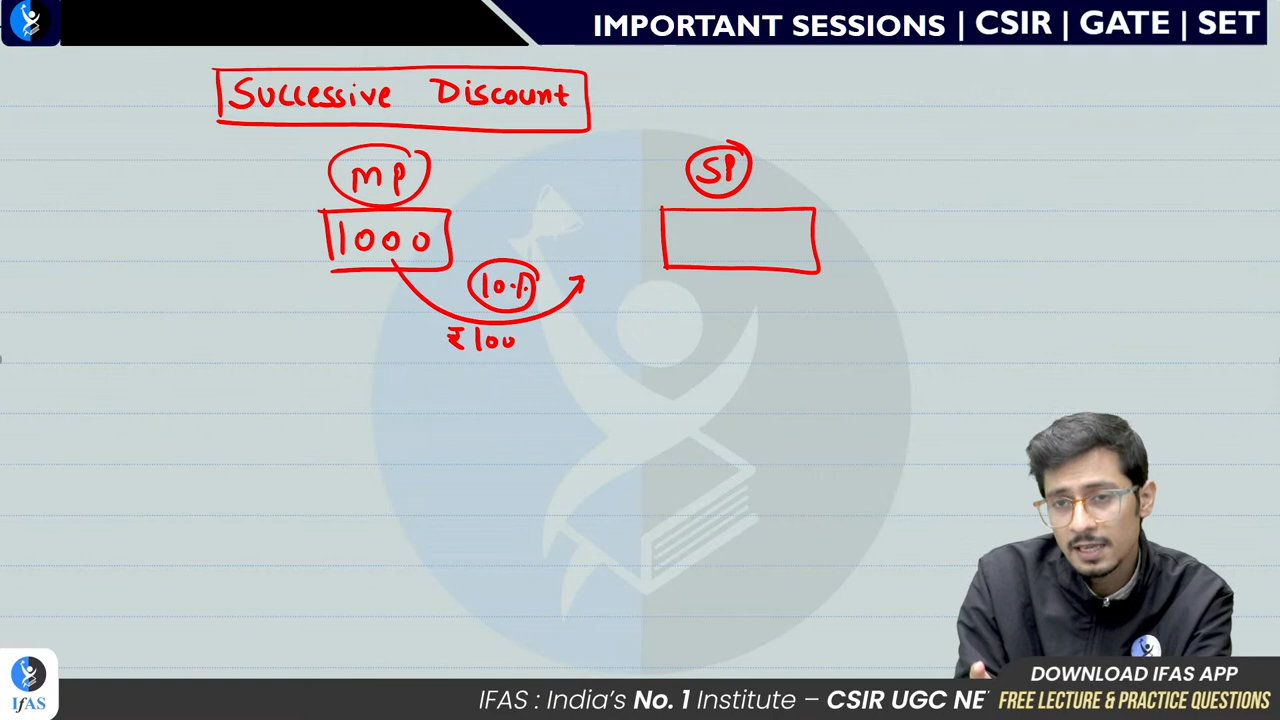 IMPORTANT SESSIONS | CSIR | GATE | SET
Successive Discount
MP
SP
1000
10%
₹100
DOWNLOAD IFAS APP
FREE LECTURE & PRACTICE QUESTIONS
IFAS
IFAS : India's No. 1 Institute – CSIR UGC NE